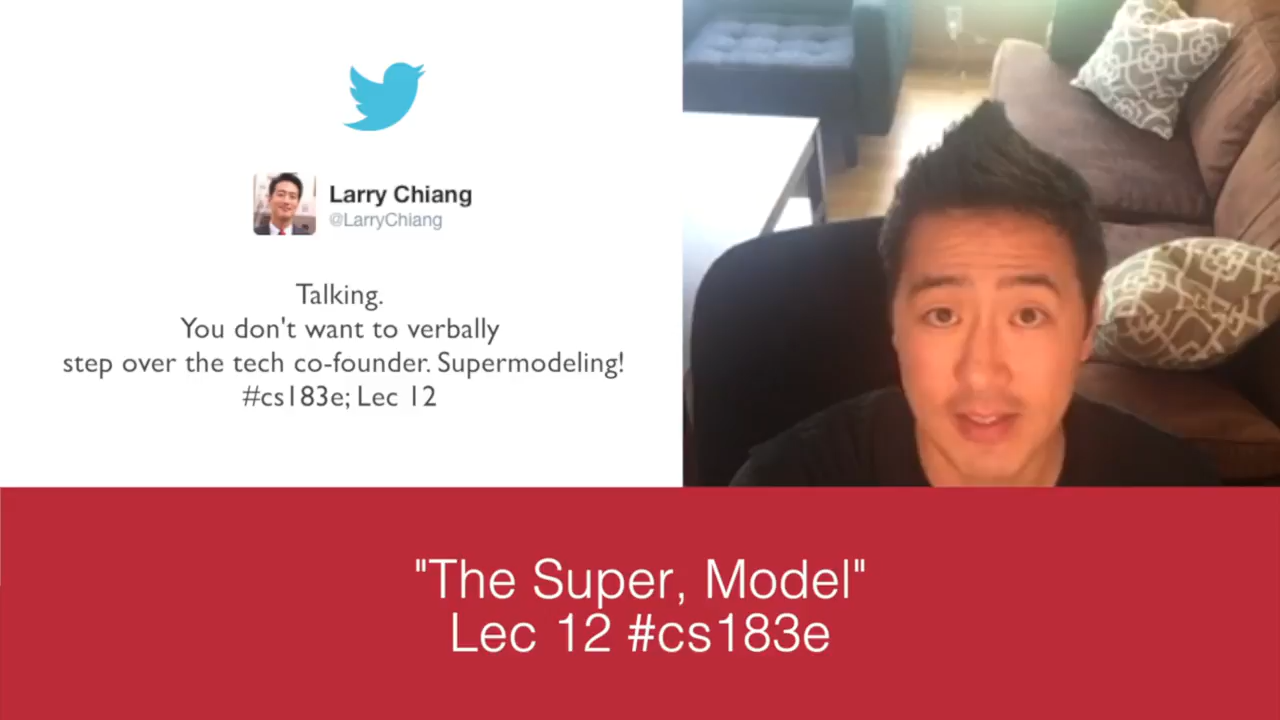 Larry Chiang
@LarryChiang
Talking.
You don't want to verbally
step over the tech co-founder. Supermodeling!
#cs183e; Lec 12
"The Super, Model"
Lec 12 #cs183e